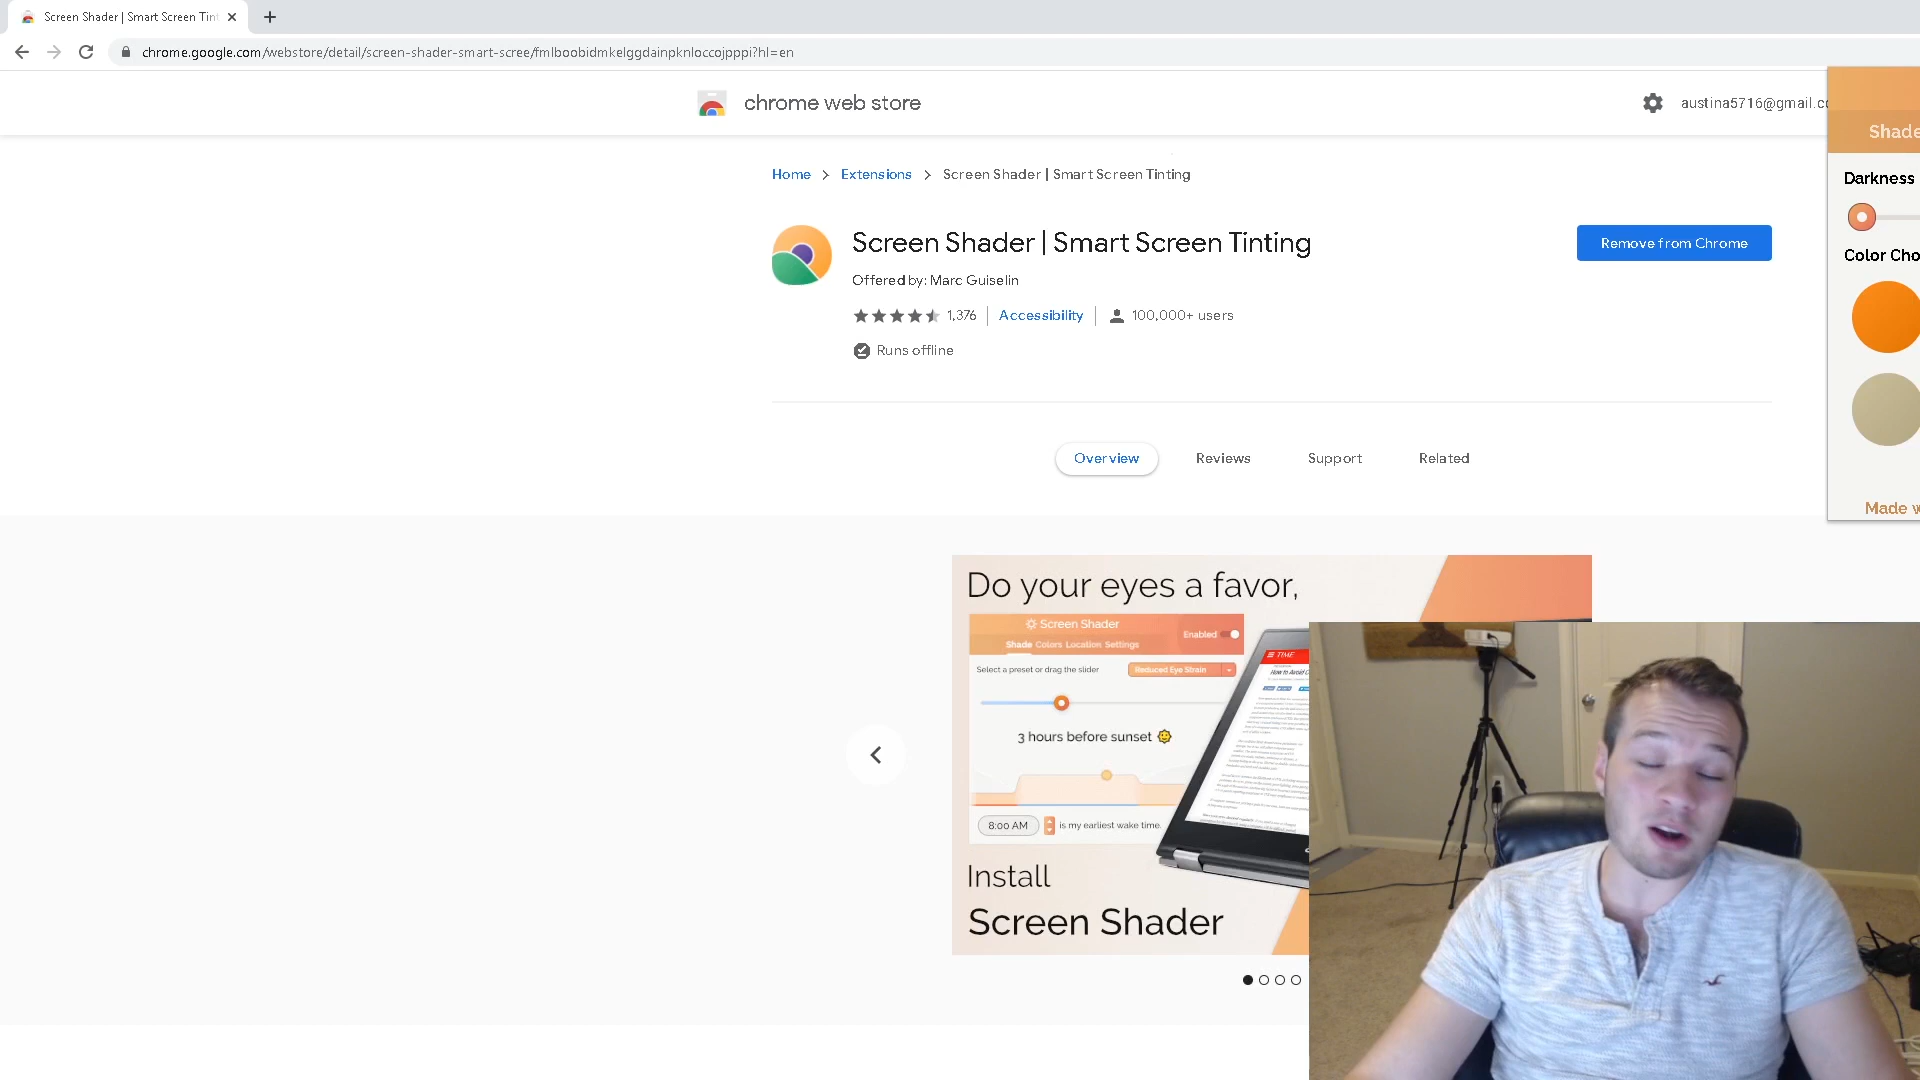 Screen Shader | Smart Screen Tint
chrome.google.com/webstore/detail/screen-shader-smart-scree/fmlboobidmkelggdainpknloccojpppi?hl=en
chrome web store
austina5716@gmail.co
Shade
Darkness
Color Cho
Made w
Home > Extensions > Screen Shader | Smart Screen Tinting
Screen Shader | Smart Screen Tinting
Remove from Chrome
Offered by: Marc Guiselin
1,376 | Accessibility | 100,000+ users
Runs offline
Overview Reviews Support Related
Do your eyes a favor,
Screen Shader
Enabled
Shade Colors Location Settings
Select a preset or drag the slider
Reduced Eye Strain
3 hours before sunset
8:00 AM is my earliest wake time.
TIME
Install
Screen Shader